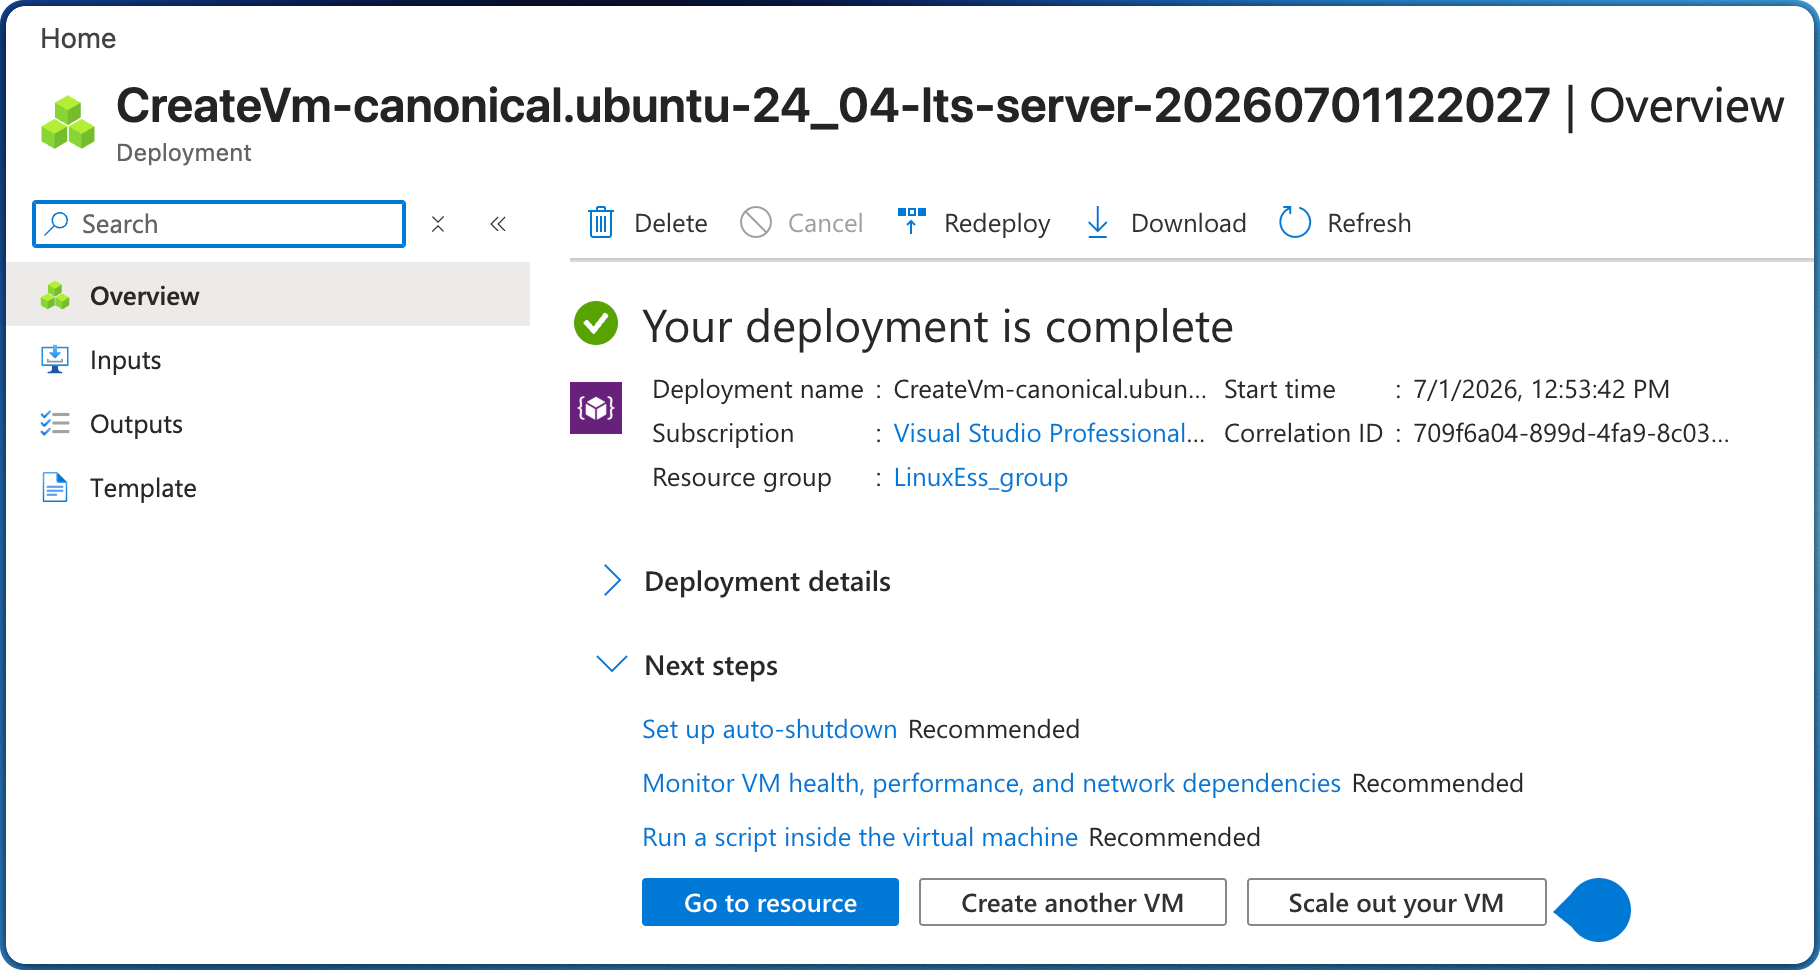 Home
CreateVm-canonical.ubuntu-24_04-lts-server-20260701122027 | Overview
Deployment
Search
Overview
Inputs
Outputs
Template
Delete
Cancel
Redeploy
Download
Refresh
Your deployment is complete
Deployment name : CreateVm-canonical.ubun... Start time : 7/1/2026, 12:53:42 PM
Subscription : Visual Studio Professional... Correlation ID : 709f6a04-899d-4fa9-8c03...
Resource group : LinuxEss_group
Deployment details
Next steps
Set up auto-shutdown Recommended
Monitor VM health, performance, and network dependencies Recommended
Run a script inside the virtual machine Recommended
Go to resource
Create another VM
Scale out your VM